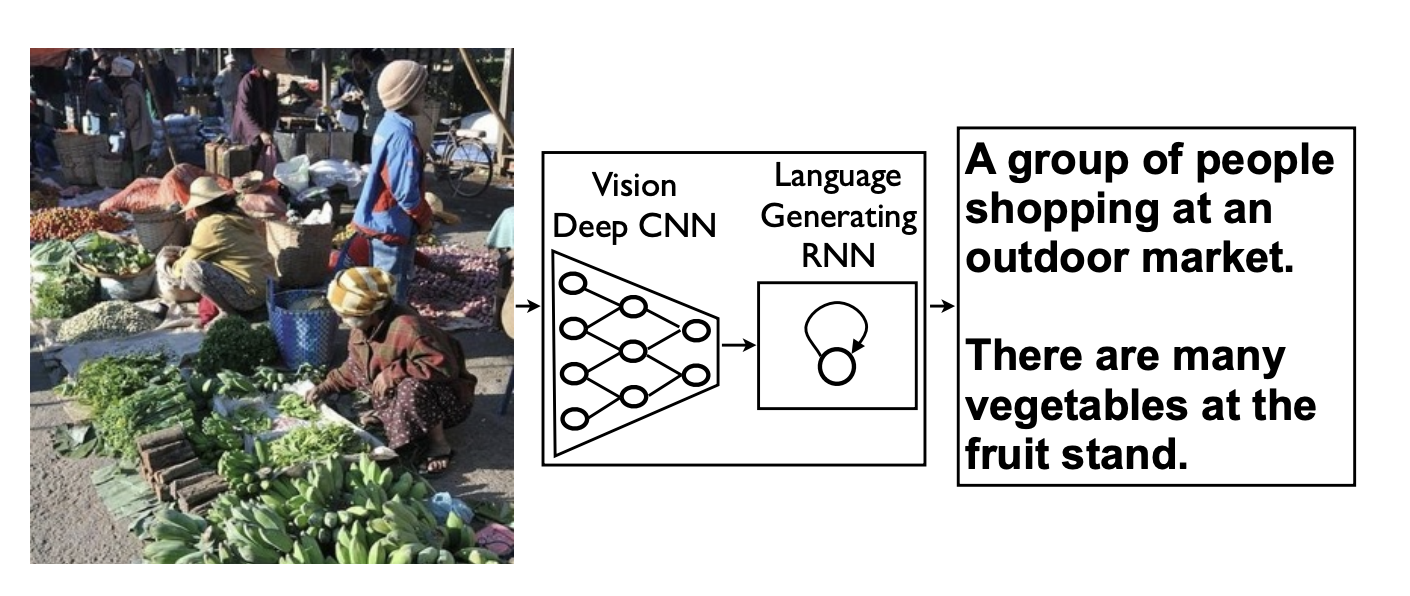 Vision
Deep CNN
Language
Generating
RNN
A group of people
shopping at an
outdoor market.
There are many
vegetables at the
fruit stand.